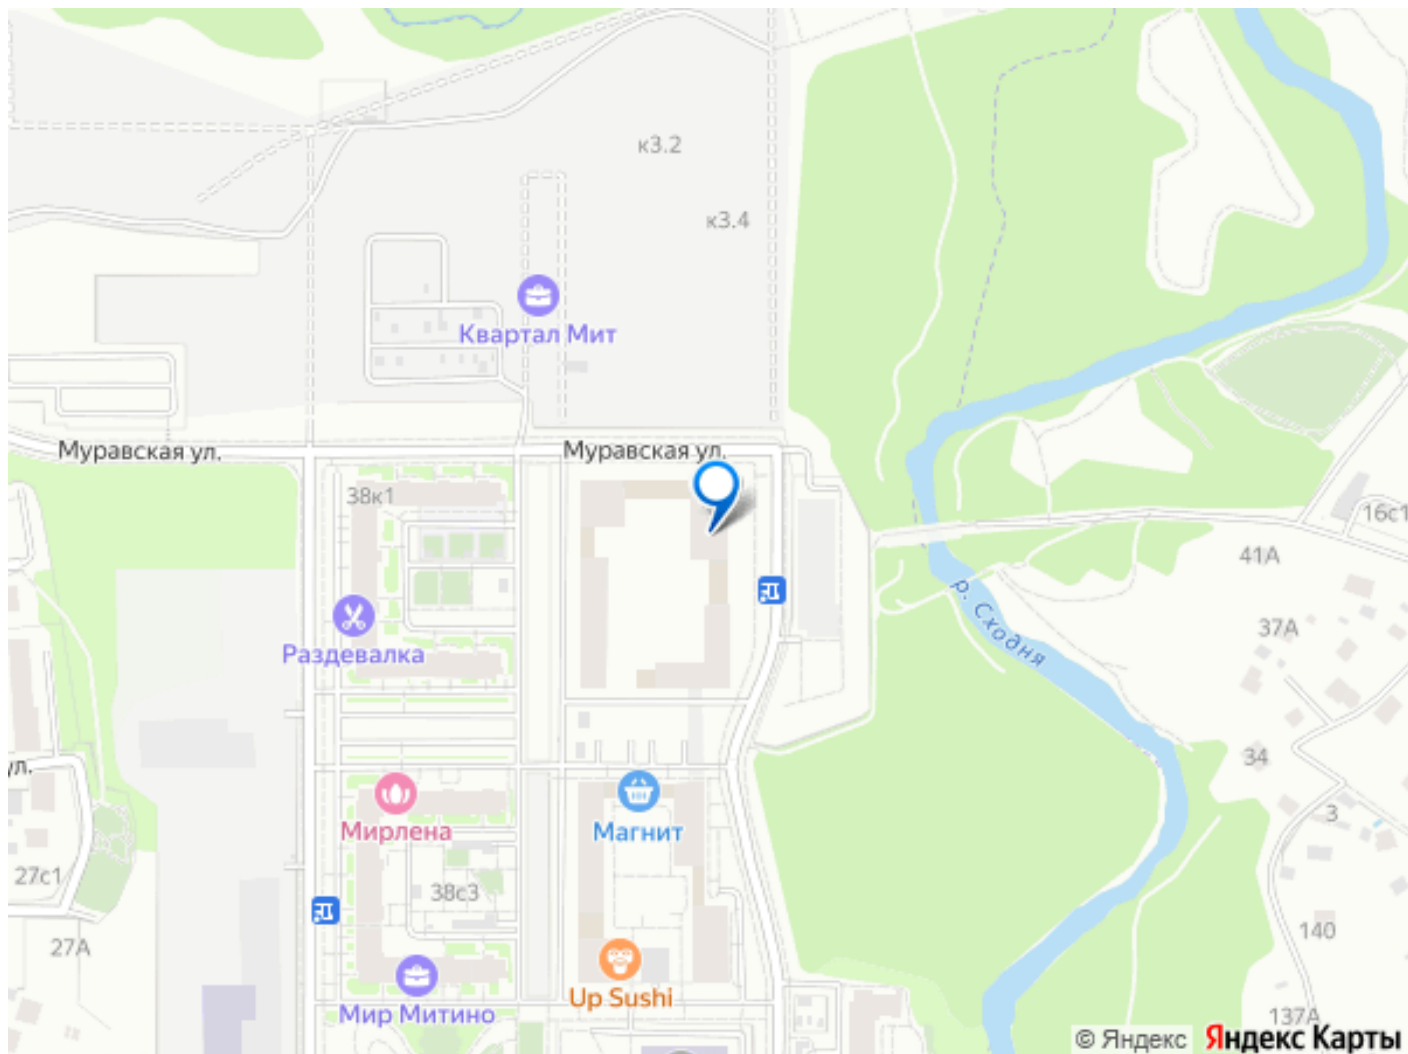 к3.2
к3.4
Квартал Мит
Муравская ул.
Муравская ул.
38к1
16с1
41А
р. Сходня
37А
Раздевалка
34
ул.
Мирлена
Магнит
3
27с1
38с3
27А
140
Up Sushi
Мир Митино
137А
© Яндекс Яндекс Карты